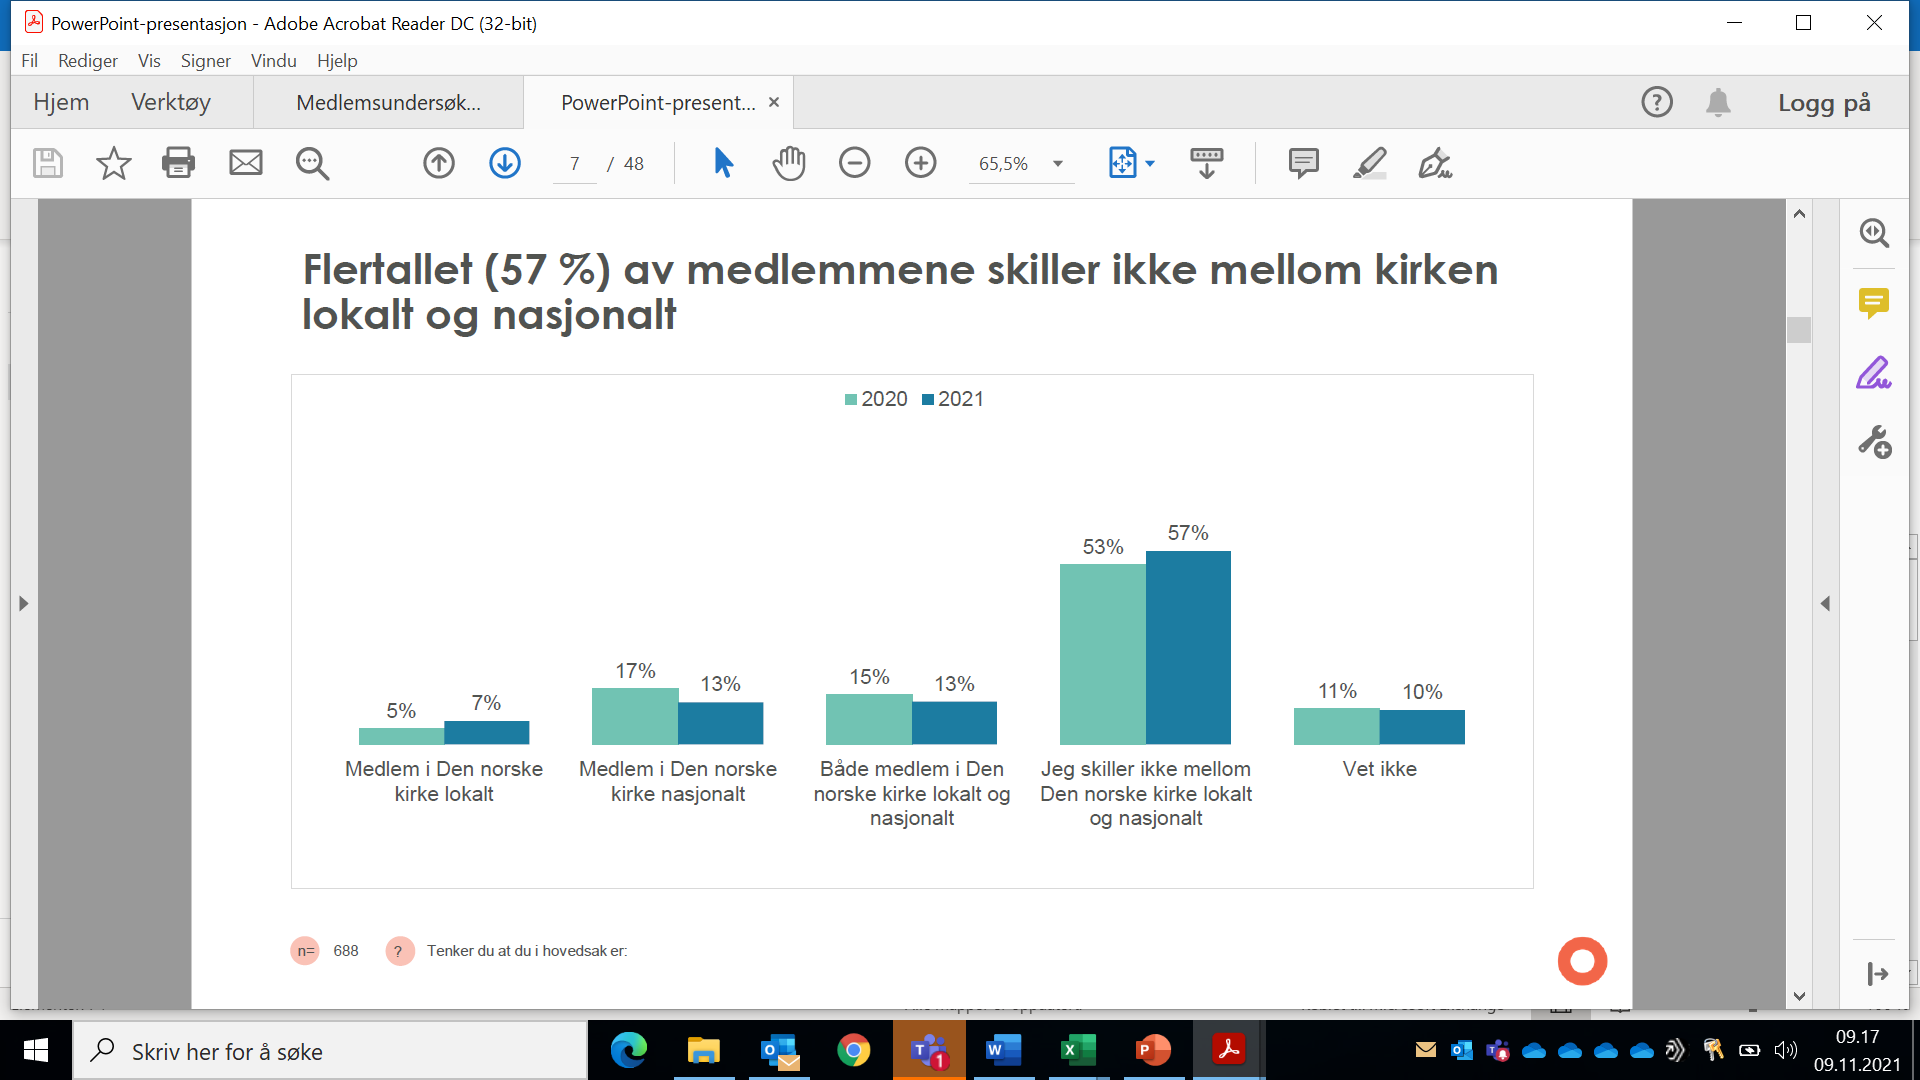 PowerPoint-presentasjon - Adobe Acrobat Reader DC (32-bit)
Fil Rediger Vis Signer Vindu Hjelp
Hjem Verktøy Medlemsundersøk... PowerPoint-present... Logg på
7 / 48 65,5%
Flertallet (57 %) av medlemmene skiller ikke mellom kirken
lokalt og nasjonalt
2020 2021
5% 7% 17% 13% 15% 13% 53% 57% 11% 10%
Medlem i Den norske
kirke lokalt
Medlem i Den norske
kirke nasjonalt
Både medlem i Den
norske kirke lokalt og
nasjonalt
Jeg skiller ikke mellom
Den norske kirke lokalt
og nasjonalt
Vet ikke
n= 688 ? Tenker du at du i hovedsak er:
Skriv her for å søke
09.17
09.11.2021